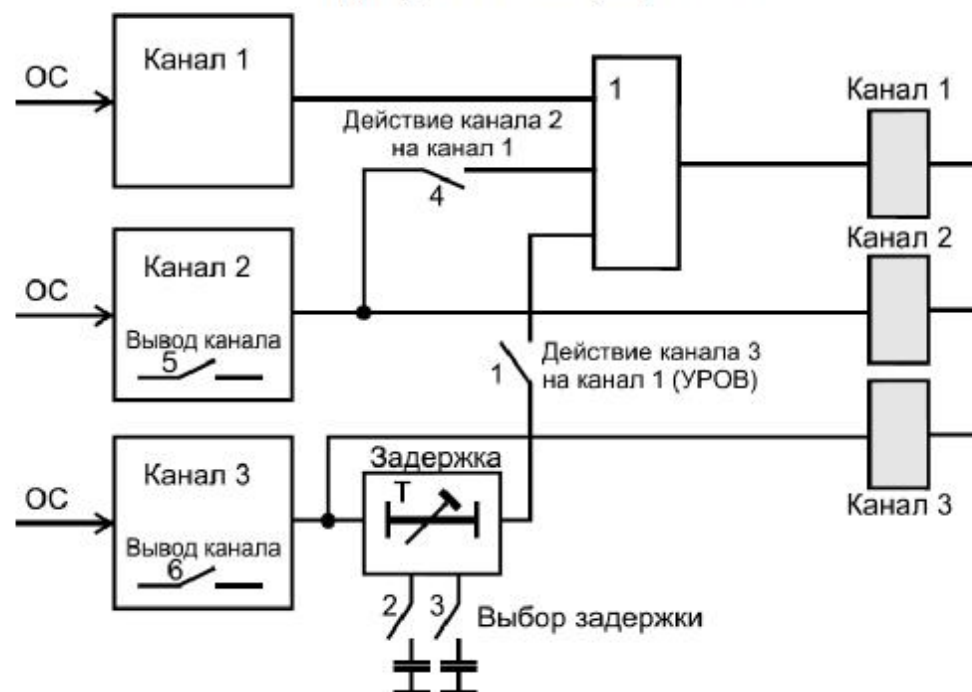 Канал 1
ОС
1
Канал 1
Действие канала 2
на канал 1
4
Канал 2
Канал 2
ОС
Вывод канала
5
Действие канала 3
1
на канал 1 (УРОВ)
Задержка
Канал 3
Т
ОС
Канал 3
Вывод канала
6
2
3
Выбор задержки